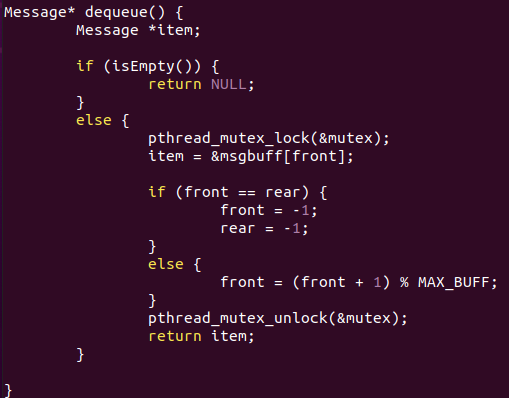 Message* dequeue() {
        Message *item;

        if (isEmpty()) {
                return NULL;
        }
        else {
                pthread_mutex_lock(&mutex);
                item = &msgbuff[front];

                if (front == rear) {
                        front = -1;
                        rear = -1;
                }
                else {
                        front = (front + 1) % MAX_BUFF;
                }
                pthread_mutex_unlock(&mutex);
                return item;
        }

}